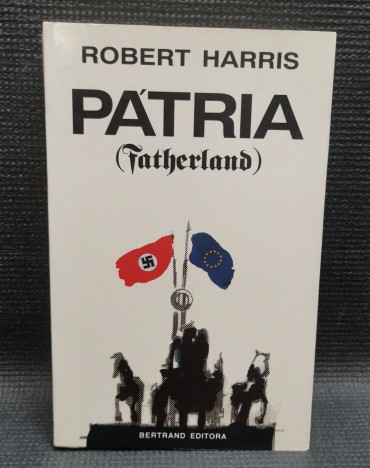 ROBERT HARRIS
PÁTRIA
(Fatherland)
BERTRAND EDITORA